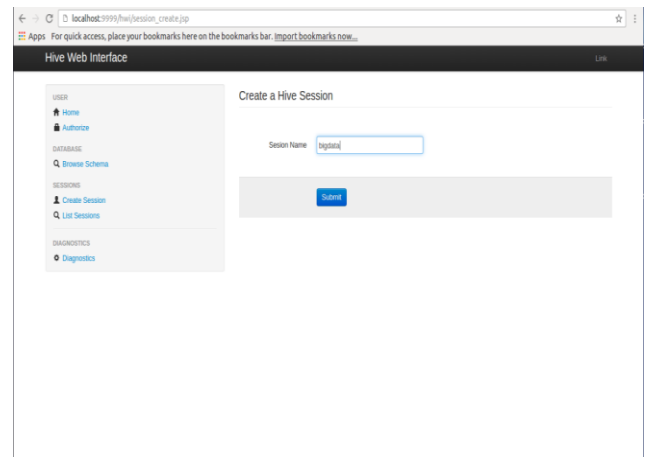 localhost:9999/hwi/session_create.jsp
Apps For quick access, place your bookmarks here on the bookmarks bar. Import bookmarks now...
Hive Web Interface Link
USER
Home
Authorize
DATABASE
Browse Schema
SESSIONS
Create Session
List Sessions
DIAGNOSTICS
Diagnostics
Create a Hive Session
Sesion Name bigdata
Submit